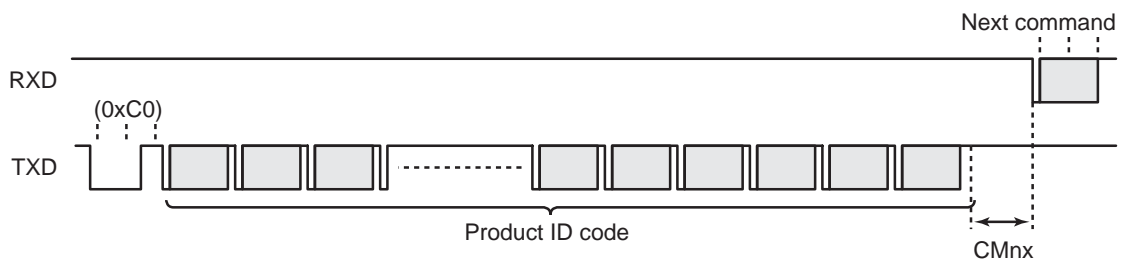 Next command
RXD
(0xC0)
TXD
Product ID code
CMnx